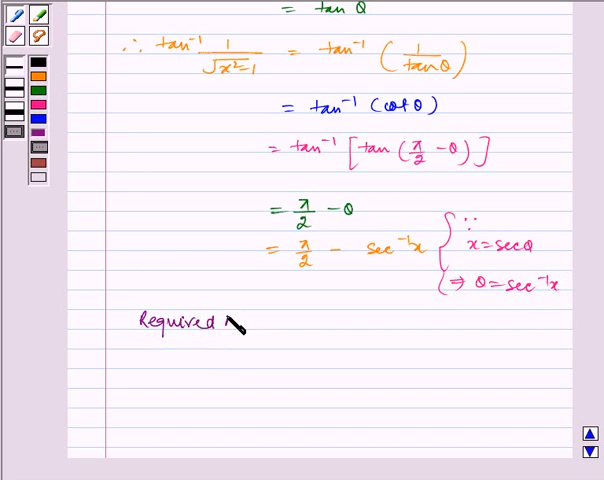 = tan θ
∴ tan⁻¹ 1/√x²-1 = tan⁻¹ (1/tanθ)
= tan⁻¹ (cot θ)
= tan⁻¹ [tan (π/2 - θ)]
= π/2 - θ
= π/2 - sec⁻¹x { ∵ x = secθ
⇒ θ = sec⁻¹x
Required